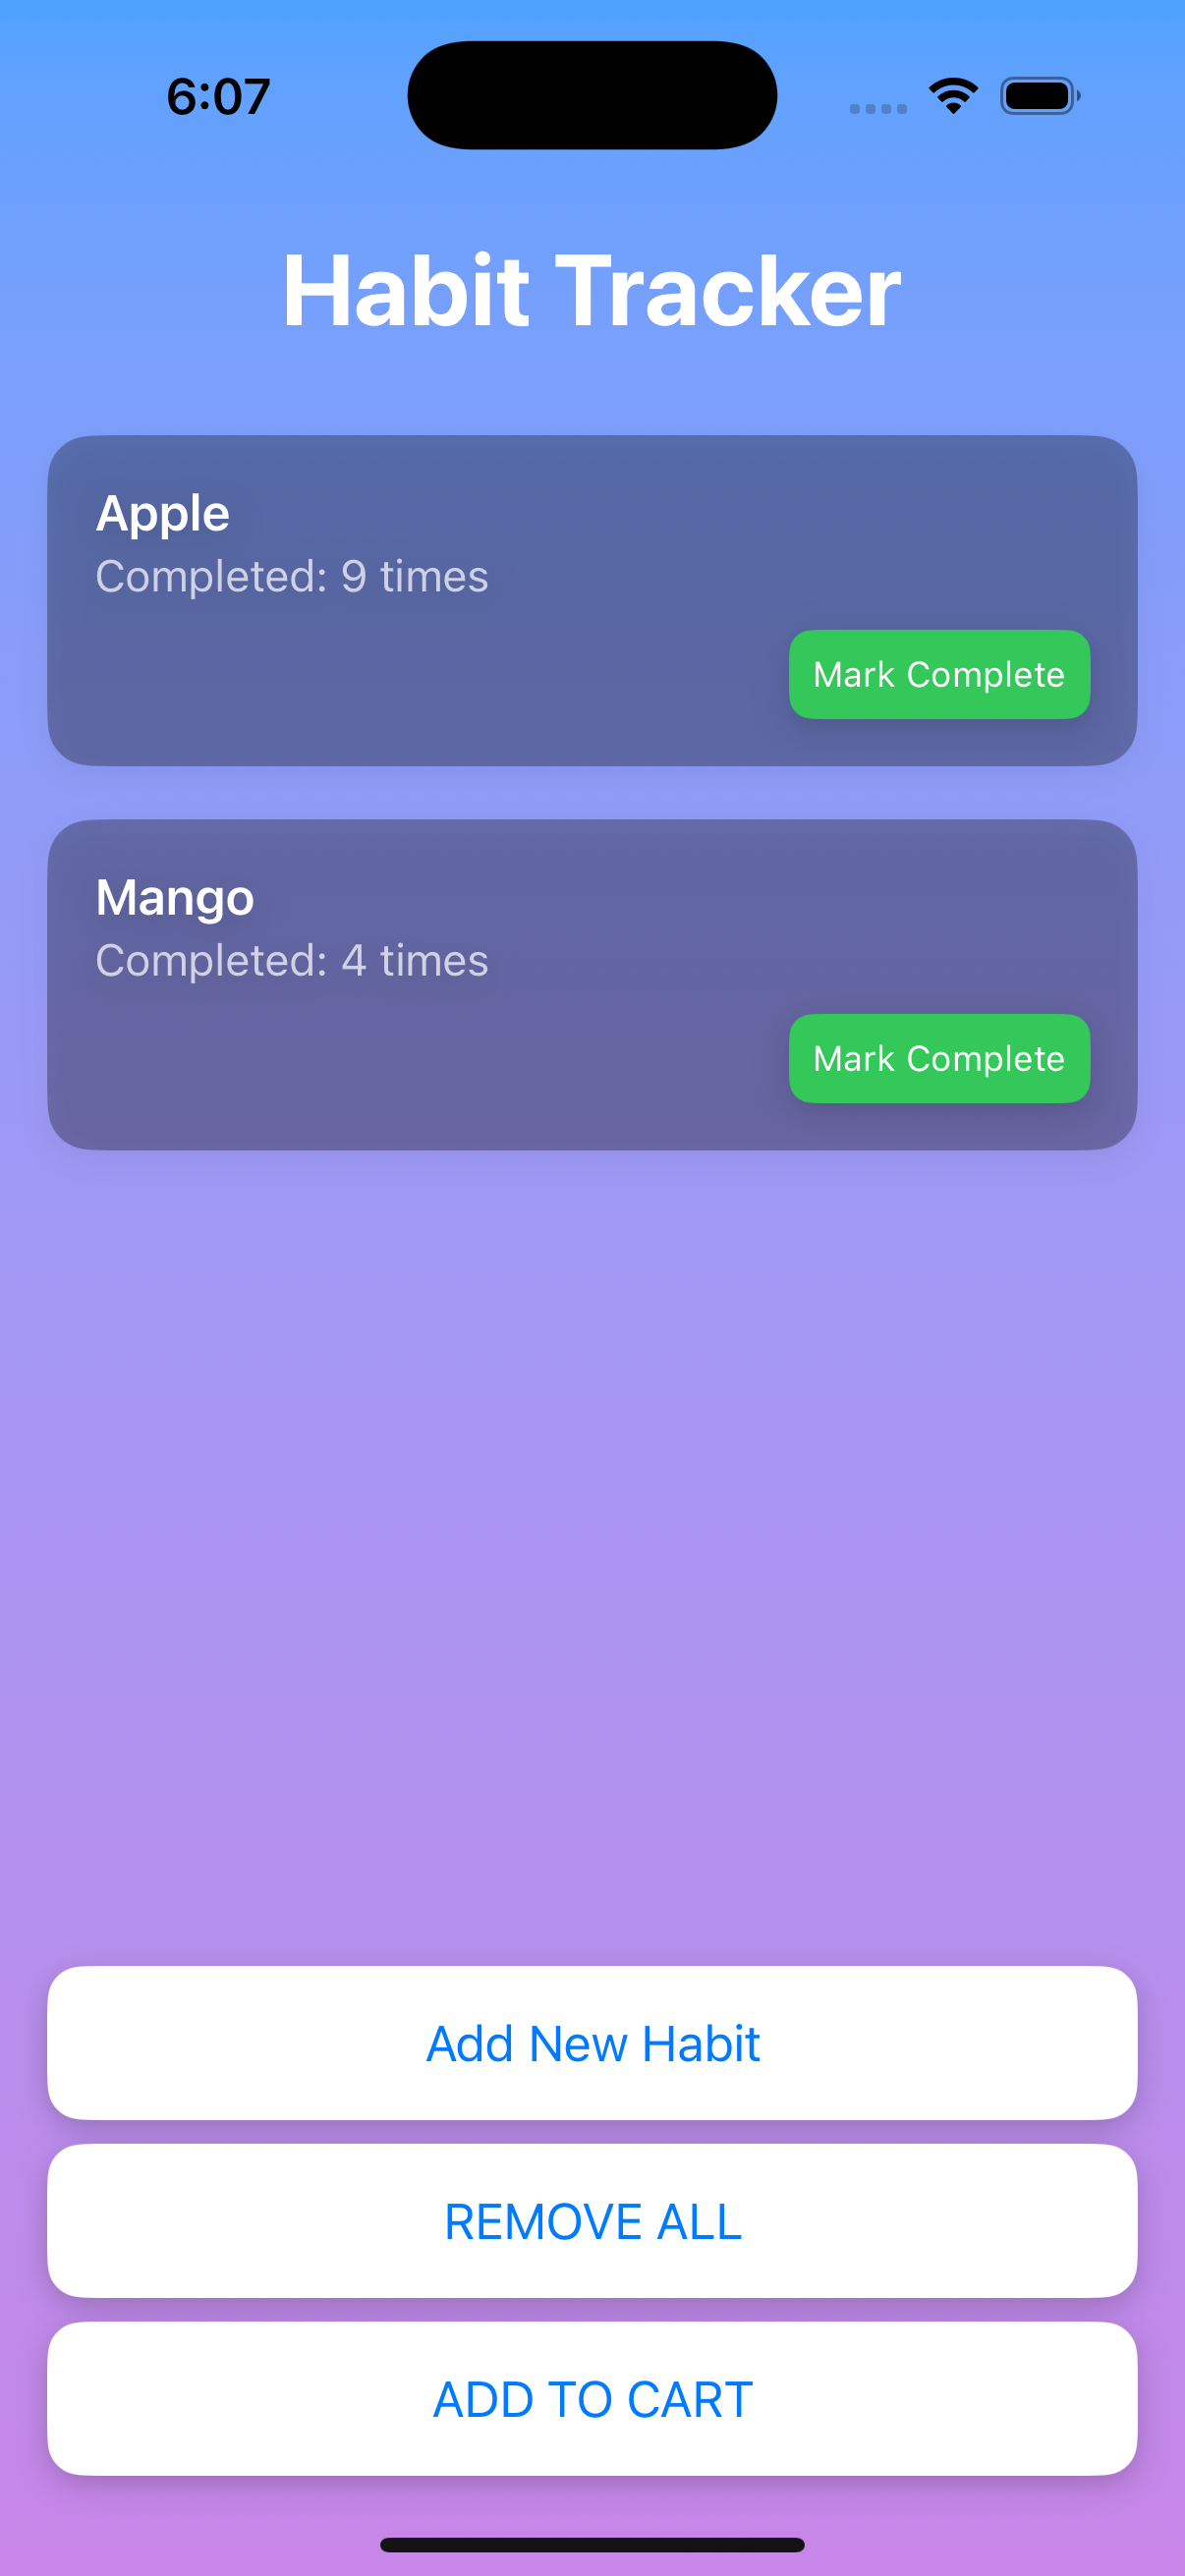 6:07
Habit Tracker
Apple
Completed: 9 times
Mark Complete
Mango
Completed: 4 times
Mark Complete
Add New Habit
REMOVE ALL
ADD TO CART